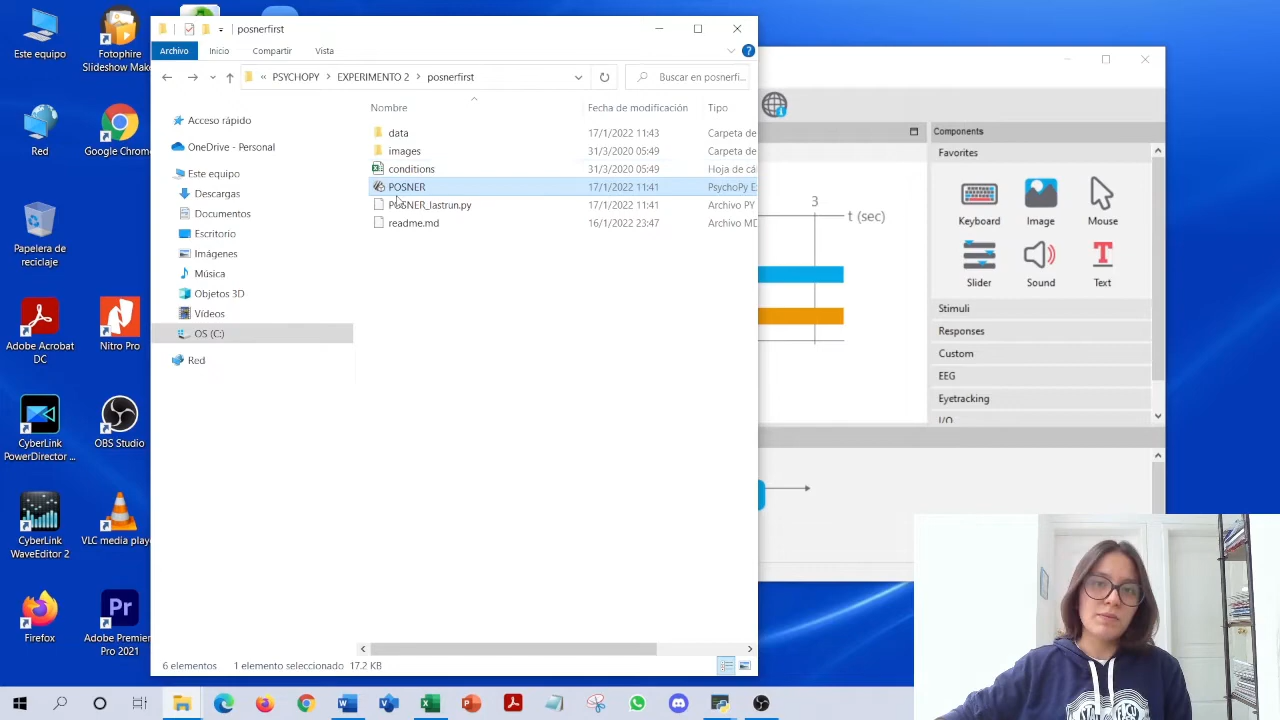 Este equipo
Fotophire
Slideshow Mak
Red
Google Chrom
Papelera de
reciclaje
Adobe Acrobat
DC
Nitro Pro
CyberLink
PowerDirector ...
OBS Studio
CyberLink
WaveEditor 2
VLC media play
Firefox
Adobe Premier
Pro 2021
posnerfirst
Archivo
Inicio
Compartir
Vista
« PSYCHOPY > EXPERIMENTO 2 > posnerfirst
Buscar en posnerfi...
Nombre
Fecha de modificación
Tipo
Acceso rápido
OneDrive - Personal
Este equipo
Descargas
Documentos
Escritorio
Imágenes
Música
Objetos 3D
Vídeos
OS (C:)
Red
data 17/1/2022 11:43 Carpeta de
images 31/3/2020 05:49 Carpeta de
conditions 31/3/2020 05:49 Hoja de cál
POSNER 17/1/2022 11:41 PsychoPy E
POSNER_lastrun.py 17/1/2022 11:41 Archivo PY
readme.md 16/1/2022 23:47 Archivo MD
6 elementos 1 elemento seleccionado 17.2 KB
3
t (sec)
Components
Favorites
Keyboard
Image
Mouse
Slider
Sound
Text
Stimuli
Responses
Custom
EEG
Eyetracking
I/O